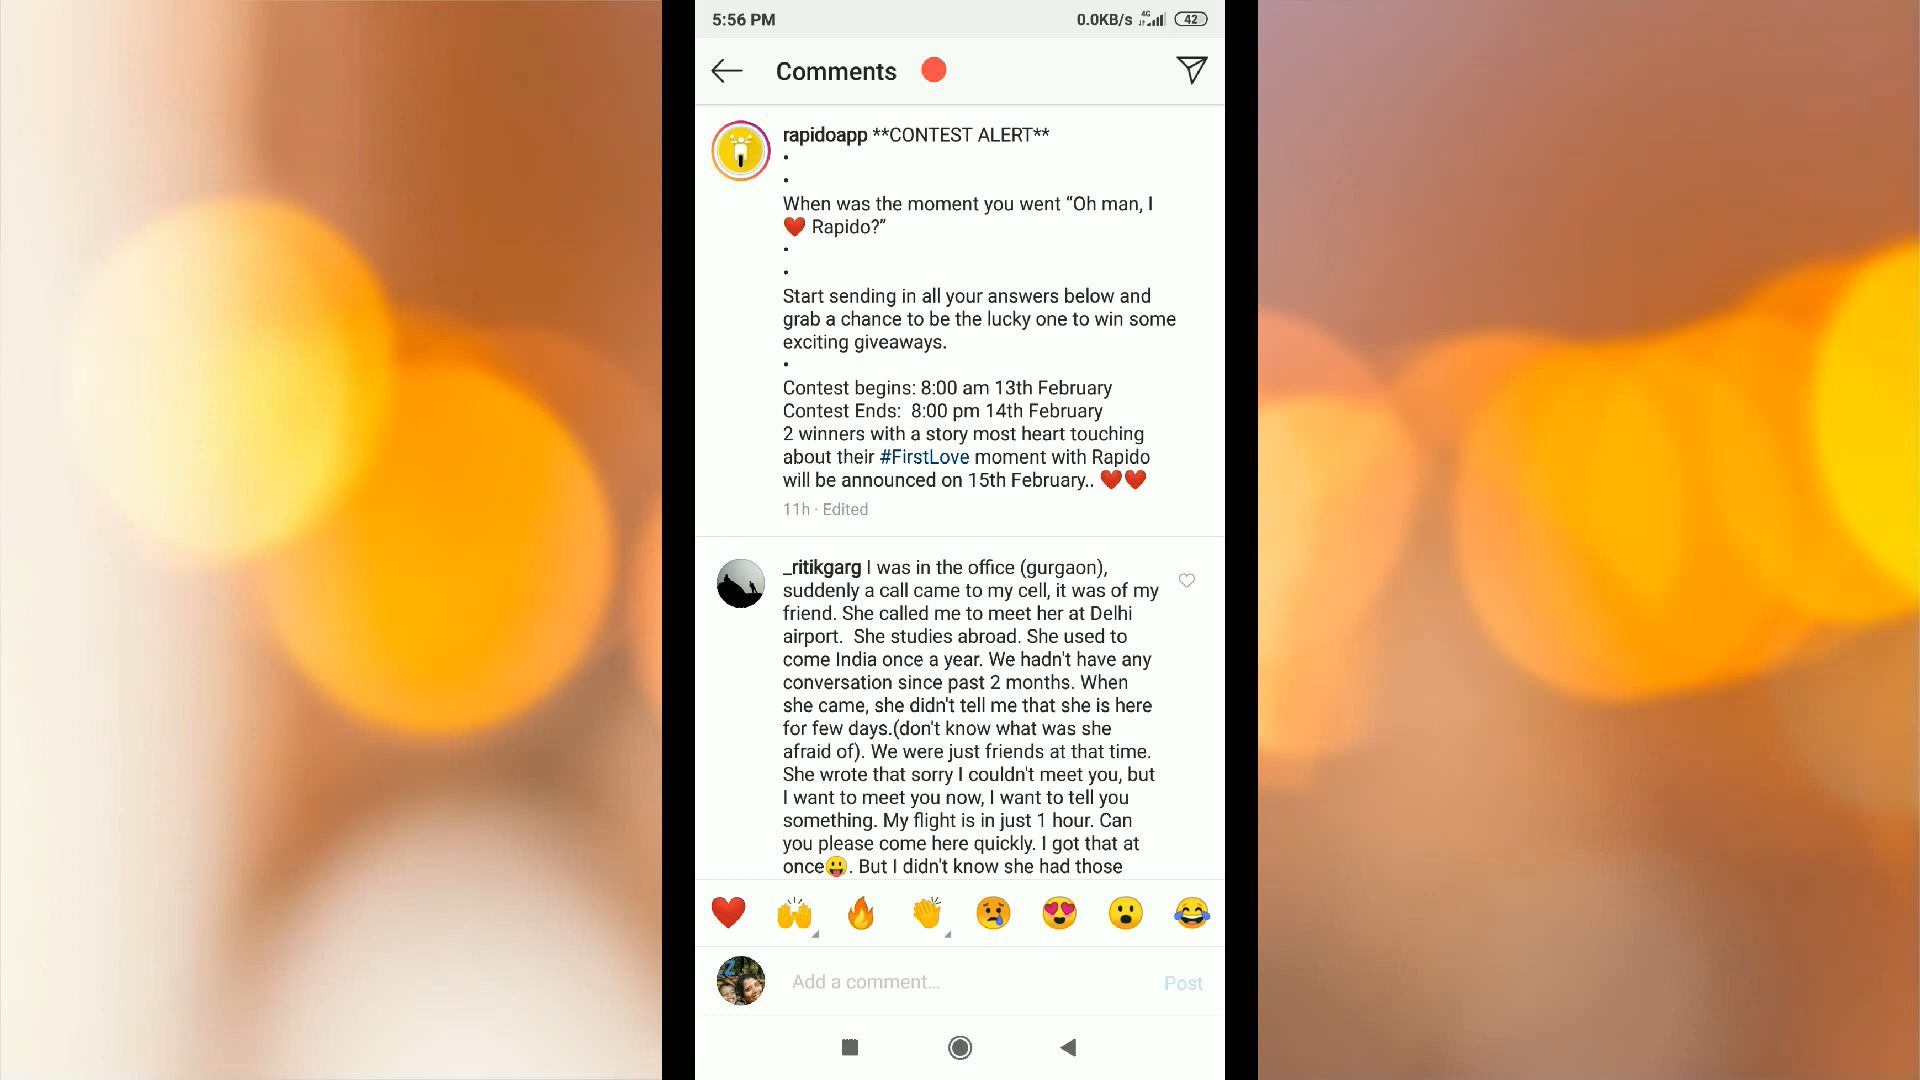 5:56 PM 0.0KB/s 4G 42
Comments
rapidoapp **CONTEST ALERT**
•
•
When was the moment you went “Oh man, I
❤️ Rapido?”
•
•
Start sending in all your answers below and
grab a chance to be the lucky one to win some
exciting giveaways.
•
Contest begins: 8:00 am 13th February
Contest Ends:  8:00 pm 14th February
2 winners with a story most heart touching
about their #FirstLove moment with Rapido
will be announced on 15th February.. ❤️❤️
11h · Edited
_ritikgarg I was in the office (gurgaon),
suddenly a call came to my cell, it was of my
friend. She called me to meet her at Delhi
airport.  She studies abroad. She used to
come India once a year. We hadn't have any
conversation since past 2 months. When
she came, she didn't tell me that she is here
for few days.(don't know what was she
afraid of). We were just friends at that time.
She wrote that sorry I couldn't meet you, but
I want to meet you now, I want to tell you
something. My flight is in just 1 hour. Can
you please come here quickly. I got that at
once😛. But I didn't know she had those
❤️ 🙌 🔥 👏 😢 😍 😮 😂
Add a comment...
Post